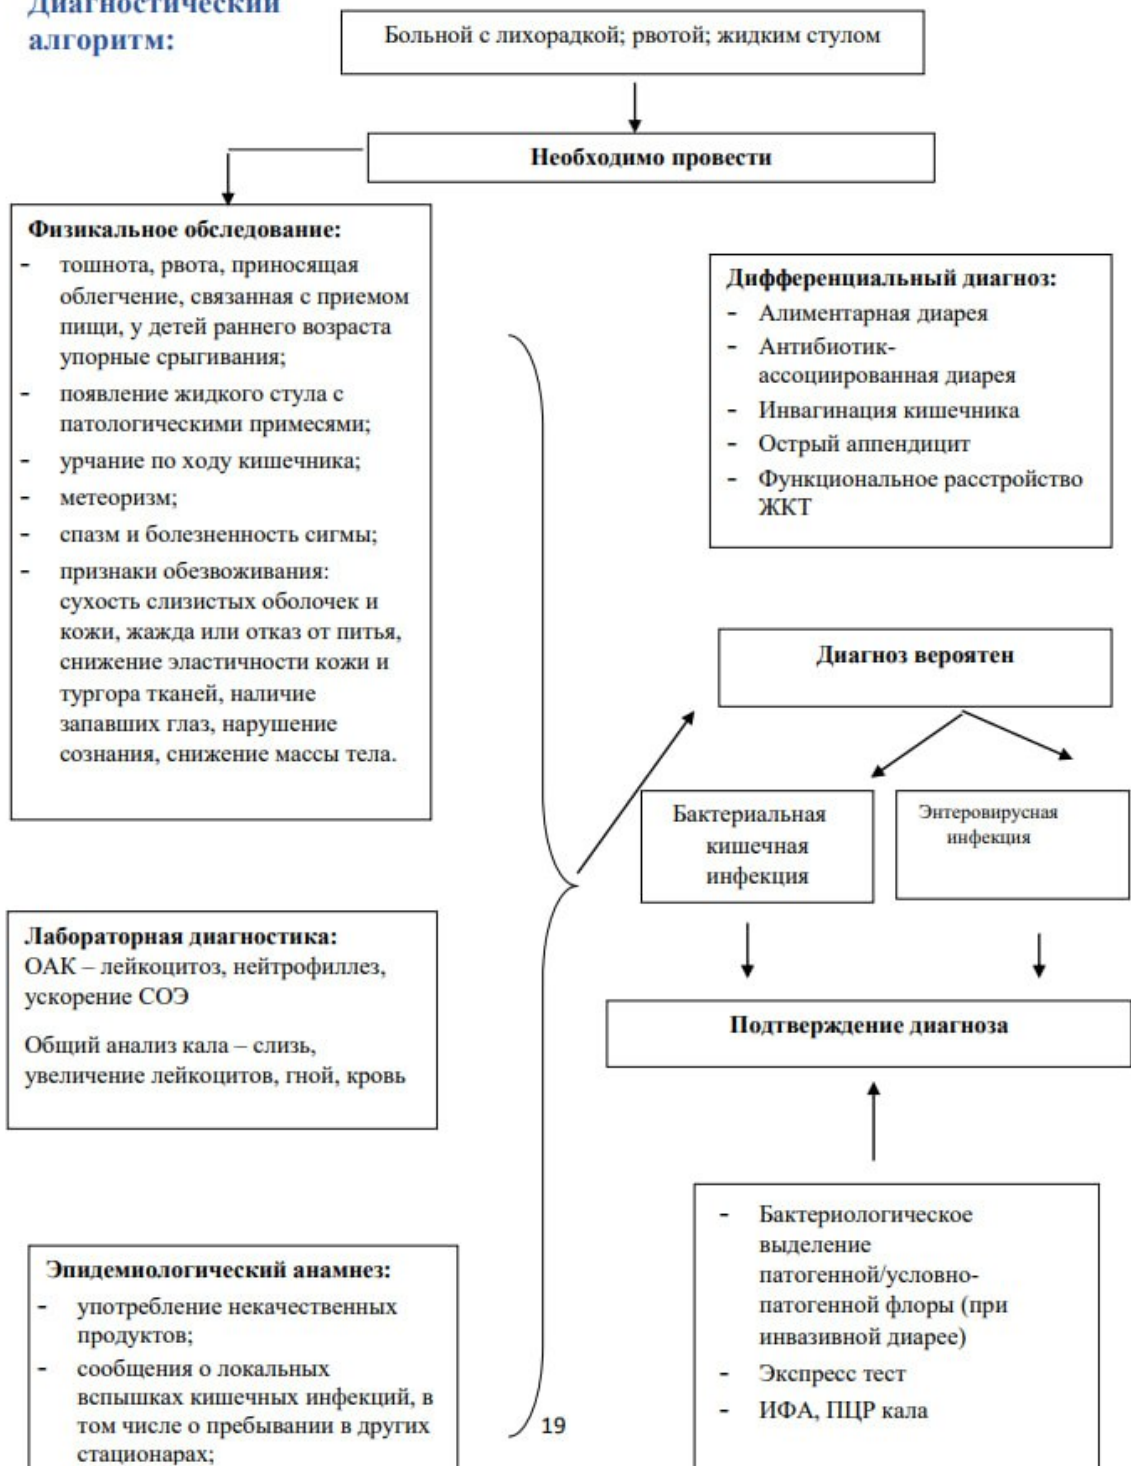 Диагностический
алгоритм:
Больной с лихорадкой; рвотой; жидким стулом
Необходимо провести
Физикальное обследование:
- тошнота, рвота, приносящая
облегчение, связанная с приемом
пищи, у детей раннего возраста
упорные срыгивания;
- появление жидкого стула с
патологическими примесями;
- урчание по ходу кишечника;
- метеоризм;
- спазм и болезненность сигмы;
- признаки обезвоживания:
сухость слизистых оболочек и
кожи, жажда или отказ от питья,
снижение эластичности кожи и
тургора тканей, наличие
запавших глаз, нарушение
сознания, снижение массы тела.
Дифференциальный диагноз:
- Алиментарная диарея
- Антибиотик-
ассоциированная диарея
- Инвагинация кишечника
- Острый аппендицит
- Функциональное расстройство
ЖКТ
Диагноз вероятен
Бактериальная
кишечная
инфекция
Энтеровирусная
инфекция
Лабораторная диагностика:
ОАК – лейкоцитоз, нейтрофиллез,
ускорение СОЭ
Общий анализ кала – слизь,
увеличение лейкоцитов, гной, кровь
Подтверждение диагноза
Эпидемиологический анамнез:
- употребление некачественных
продуктов;
- сообщения о локальных
вспышках кишечных инфекций, в
том числе о пребывании в других
стационарах;
- Бактериологическое
выделение
патогенной/условно-
патогенной флоры (при
инвазивной диарее)
- Экспресс тест
- ИФА, ПЦР кала
19